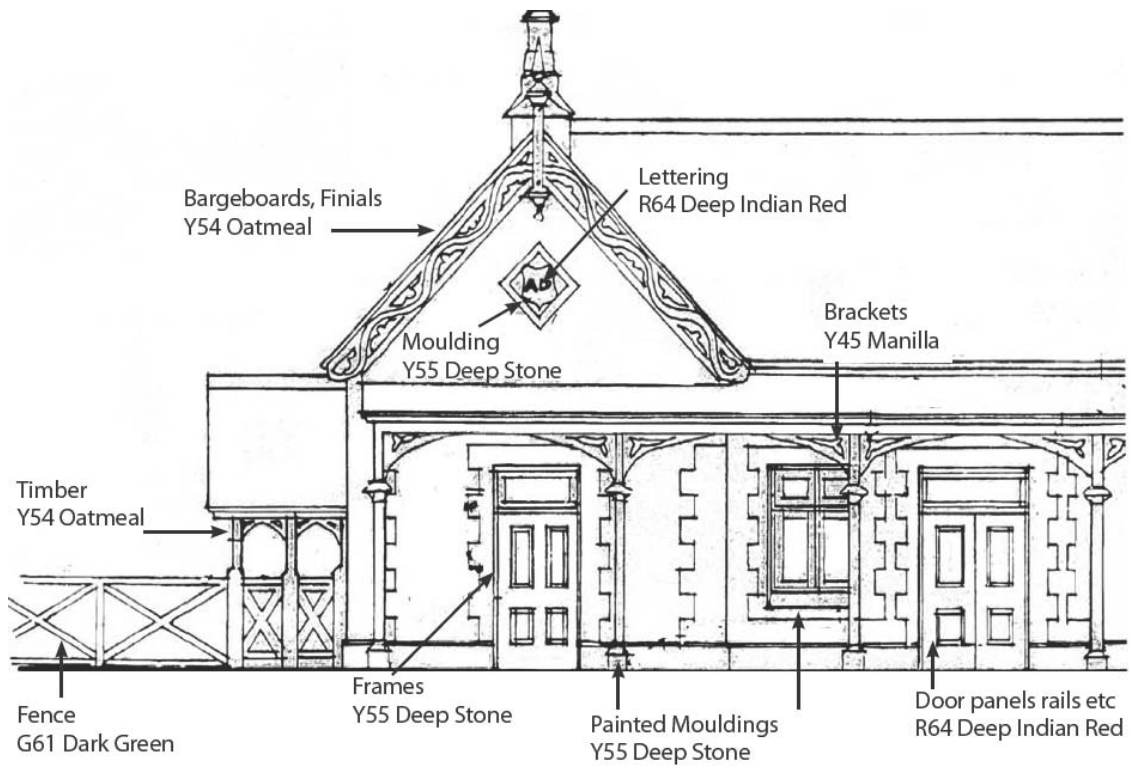 Lettering
R64 Deep Indian Red
Bargeboards, Finials
Y54 Oatmeal
AD
Moulding
Y55 Deep Stone
Brackets
Y45 Manilla
Timber
Y54 Oatmeal
Frames
Y55 Deep Stone
Fence
G61 Dark Green
Painted Mouldings
Y55 Deep Stone
Door panels rails etc
R64 Deep Indian Red